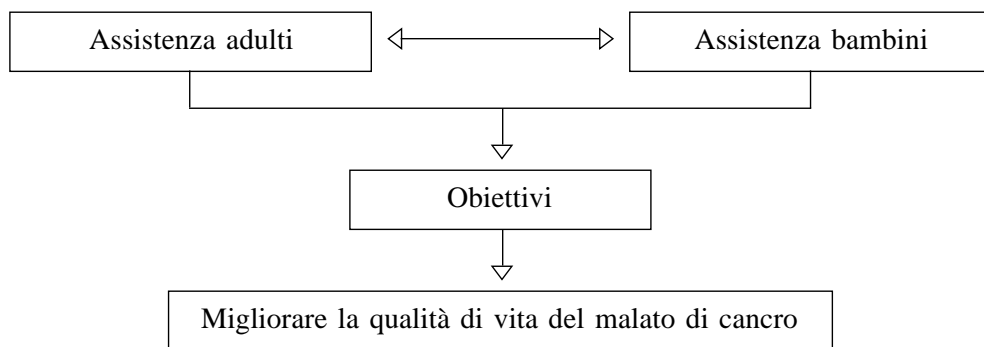 Assistenza adulti
Assistenza bambini
Obiettivi
Migliorare la qualità di vita del malato di cancro